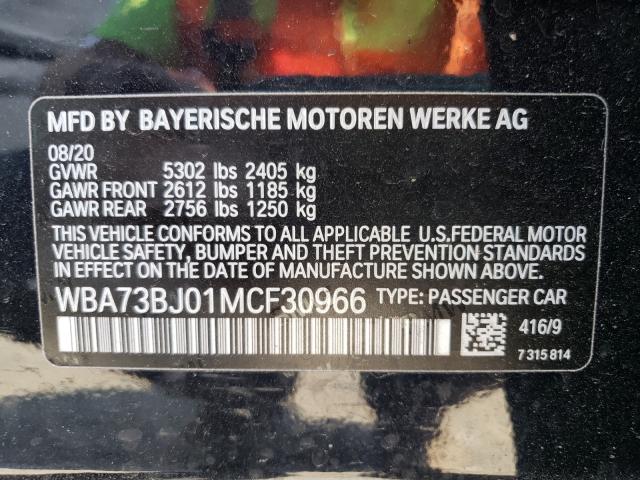 MFD BY BAYERISCHE MOTOREN WERKE AG
08/20
GVWR 5302 lbs 2405 kg
GAWR FRONT 2612 lbs 1185 kg
GAWR REAR 2756 lbs 1250 kg
THIS VEHICLE CONFORMS TO ALL APPLICABLE U.S.FEDERAL MOTOR
VEHICLE SAFETY, BUMPER AND THEFT PREVENTION STANDARDS
IN EFFECT ON THE DATE OF MANUFACTURE SHOWN ABOVE.
WBA73BJ01MCF30966 TYPE: PASSENGER CAR
416/9
7 315 814